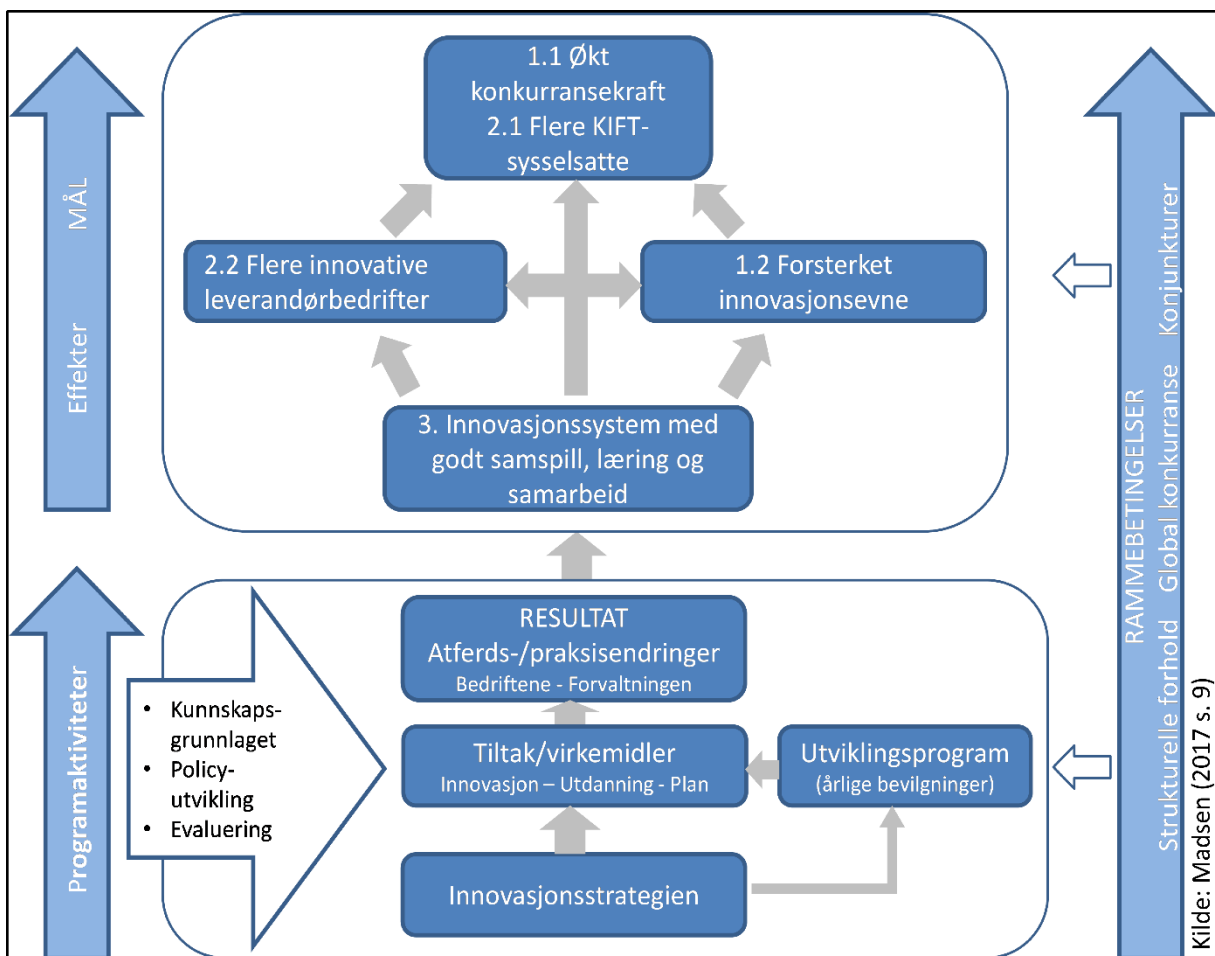 1.1 Økt
konkurransekraft
2.1 Flere KIFT-
sysselsatte
2.2 Flere innovative
leverandørbedrifter
1.2 Forsterket
innovasjonsevne
3. Innovasjonssystem med
godt samspill, læring og
samarbeid
Effekter MÅL
RESULTAT
Atferds-/praksisendringer
Bedriftene - Forvaltningen
Tiltak/virkemidler
Innovasjon – Utdanning - Plan
Utviklingsprogram
(årlige bevilgninger)
Innovasjonsstrategien
• Kunnskaps-
grunnlaget
• Policy-
utvikling
• Evaluering
Programaktiviteter
RAMMEBETINGELSER
Strukturelle forhold Global konkurranse Konjunkturer
Kilde: Madsen (2017 s. 9)